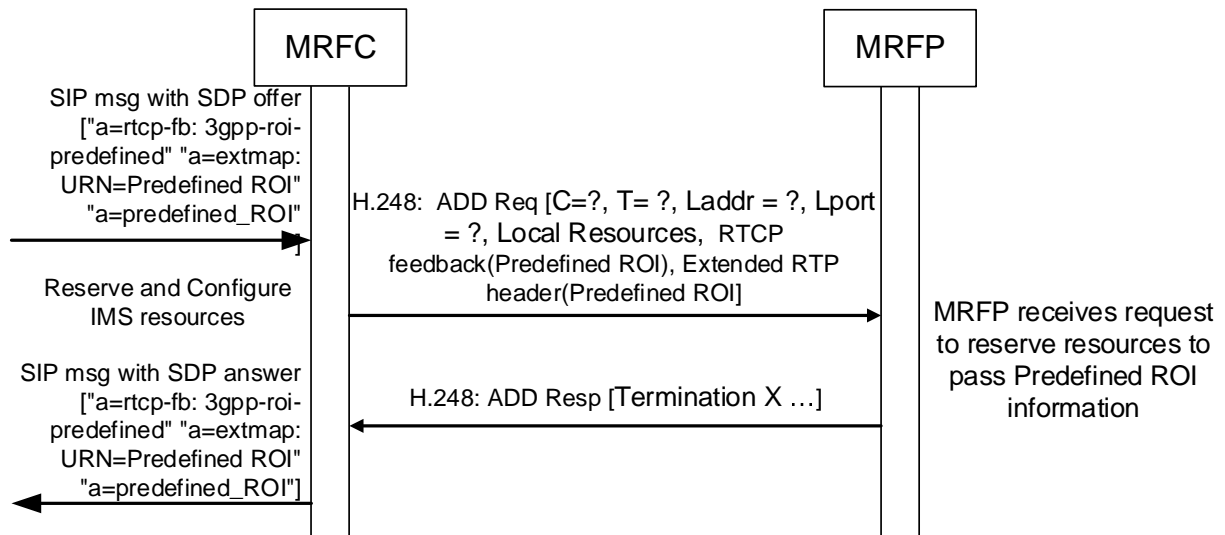 MRFC
MRFP
SIP msg with SDP offer
["a=rtcp-fb: 3gpp-roi-
predefined" "a=extmap:
URN=Predefined ROI"
"a=predefined_ROI"
]
H.248: ADD Req [C=?, T= ?, Laddr = ?, Lport
= ?, Local Resources, RTCP
feedback(Predefined ROI), Extended RTP
header(Predefined ROI]
Reserve and Configure
IMS resources
MRFP receives request
to reserve resources to
pass Predefined ROI
information
H.248: ADD Resp [Termination X …]
SIP msg with SDP answer
["a=rtcp-fb: 3gpp-roi-
predefined" "a=extmap:
URN=Predefined ROI"
"a=predefined_ROI"]